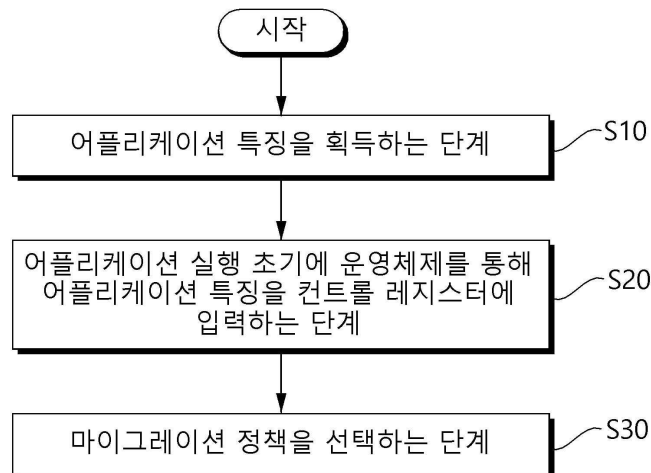 시작
어플리케이션 특징을 획득하는 단계
S10
어플리케이션 실행 초기에 운영체제를 통해
어플리케이션 특징을 컨트롤 레지스터에
입력하는 단계
S20
마이그레이션 정책을 선택하는 단계
S30